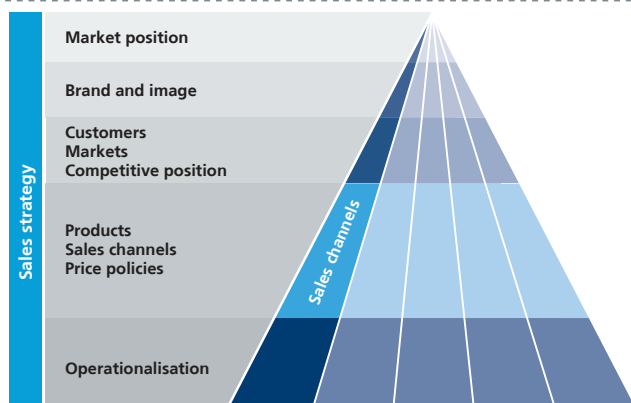 Sales strategy
Market position
Brand and image
Customers
Markets
Competitive position
Products
Sales channels
Price policies
Sales channels
Operationalisation